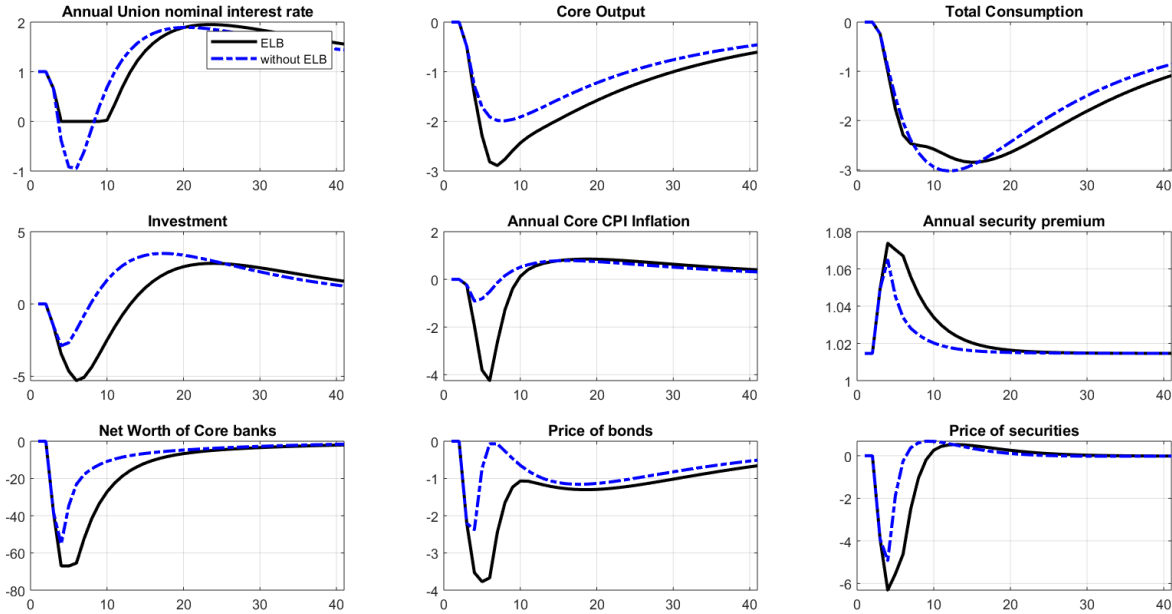 Annual Union nominal interest rate
2
1
0
-1
0 10 20 30 40
ELB
without ELB
Core Output
0
-1
-2
-3
0 10 20 30 40
Total Consumption
0
-1
-2
-3
0 10 20 30 40
Investment
5
0
-5
0 10 20 30 40
Annual Core CPI Inflation
2
0
-2
-4
0 10 20 30 40
Annual security premium
1.08
1.06
1.04
1.02
1
0 10 20 30 40
Net Worth of Core banks
0
-20
-40
-60
-80
0 10 20 30 40
Price of bonds
0
-1
-2
-3
-4
0 10 20 30 40
Price of securities
0
-2
-4
-6
0 10 20 30 40